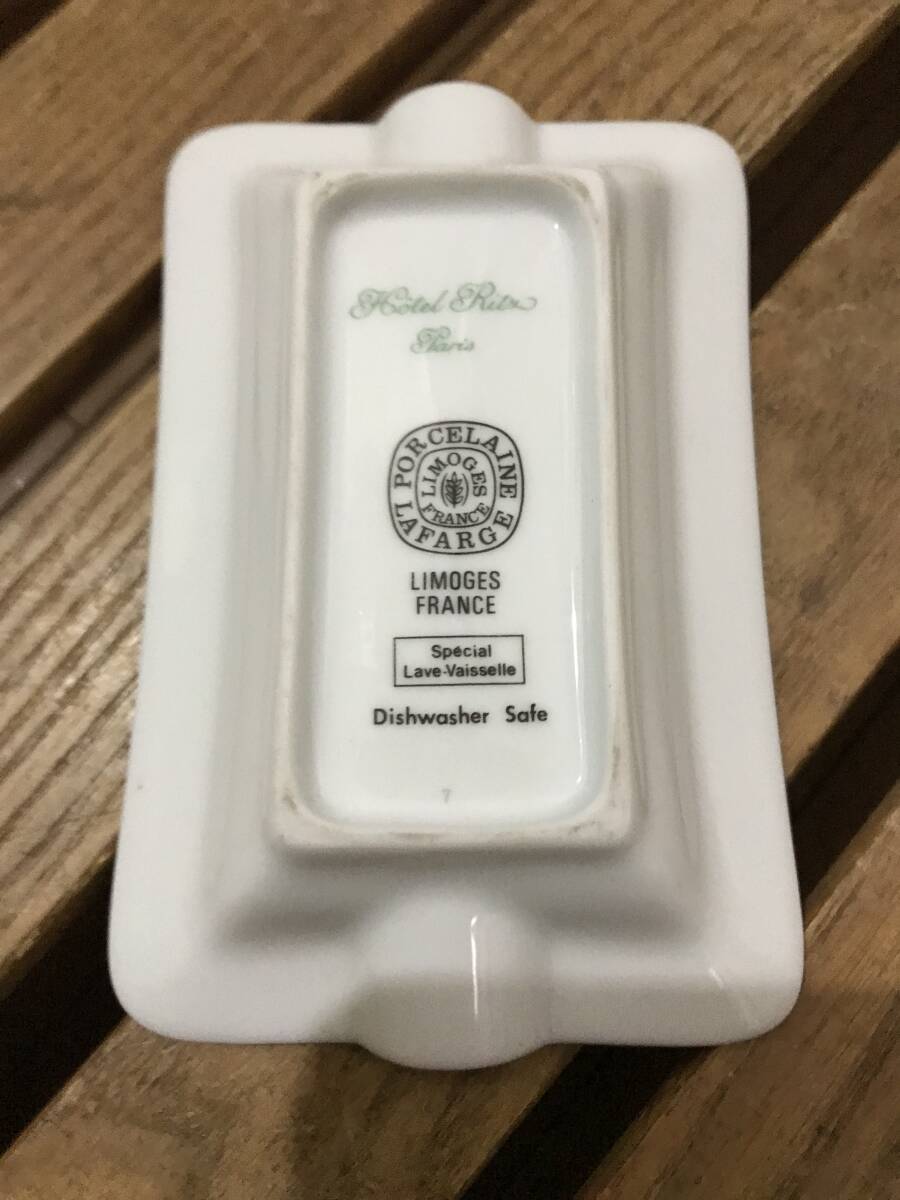 Hôtel Ritz
Paris
PORCELAINE
LAFARGE
LIMOGES
FRANCE
LIMOGES
FRANCE
Spécial
Lave-Vaisselle
Dishwasher Safe
7